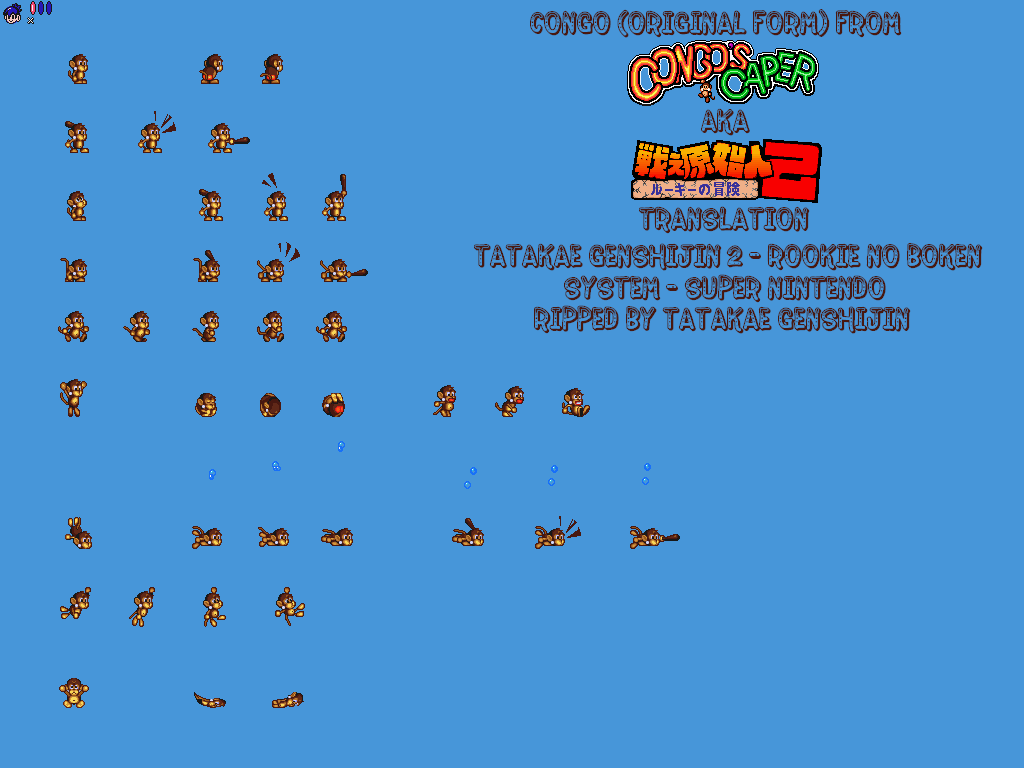 CONGO (ORIGINAL FORM) FROM
CONGO'S
CAPER
AKA
戦え原始人2
ルーキーの冒険
TRANSLATION
TATAKAE GENSHIJIN 2 - ROOKIE NO BOKEN
SYSTEM - SUPER NINTENDO
RIPPED BY TATAKAE GENSHIJIN